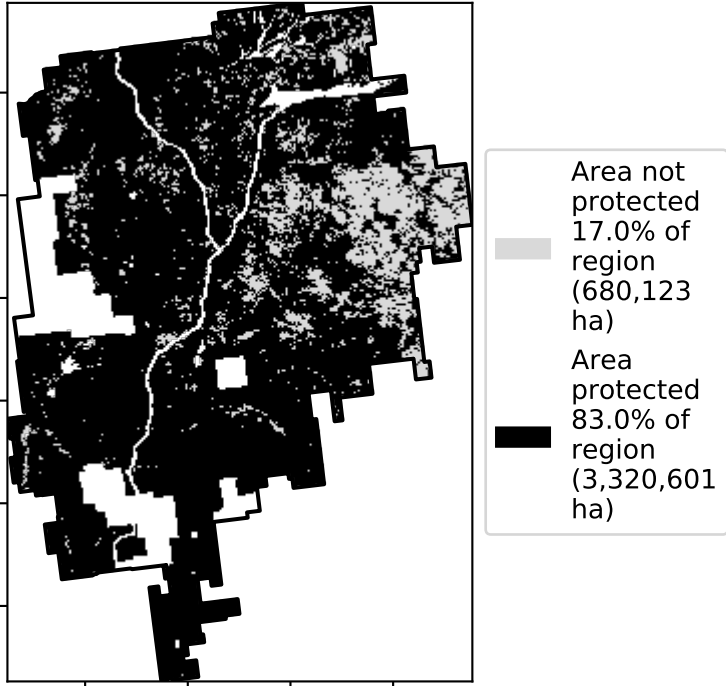 Area not
protected
17.0% of
region
(680,123
ha)
Area
protected
83.0% of
region
(3,320,601
ha)